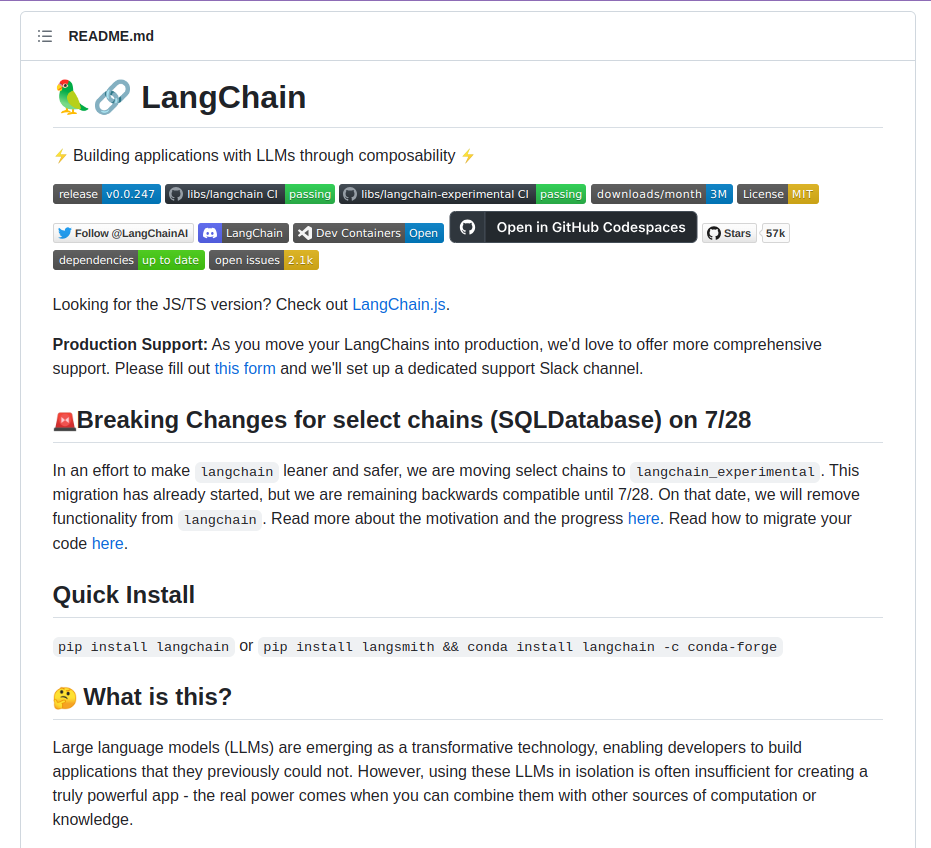 README.md
🦜🔗 LangChain
⚡ Building applications with LLMs through composability ⚡
release v0.0.247 libs/langchain CI passing libs/langchain-experimental CI passing downloads/month 3M License MIT
Follow @LangChainAI LangChain Dev Containers Open Open in GitHub Codespaces Stars 57k
dependencies up to date open issues 2.1k
Looking for the JS/TS version? Check out LangChain.js.
Production Support: As you move your LangChains into production, we'd love to offer more comprehensive
support. Please fill out this form and we'll set up a dedicated support Slack channel.
🚨Breaking Changes for select chains (SQLDatabase) on 7/28
In an effort to make langchain leaner and safer, we are moving select chains to langchain_experimental. This
migration has already started, but we are remaining backwards compatible until 7/28. On that date, we will remove
functionality from langchain. Read more about the motivation and the progress here. Read how to migrate your
code here.
Quick Install
pip install langchain or pip install langsmith && conda install langchain -c conda-forge
🤔 What is this?
Large language models (LLMs) are emerging as a transformative technology, enabling developers to build
applications that they previously could not. However, using these LLMs in isolation is often insufficient for creating a
truly powerful app - the real power comes when you can combine them with other sources of computation or
knowledge.